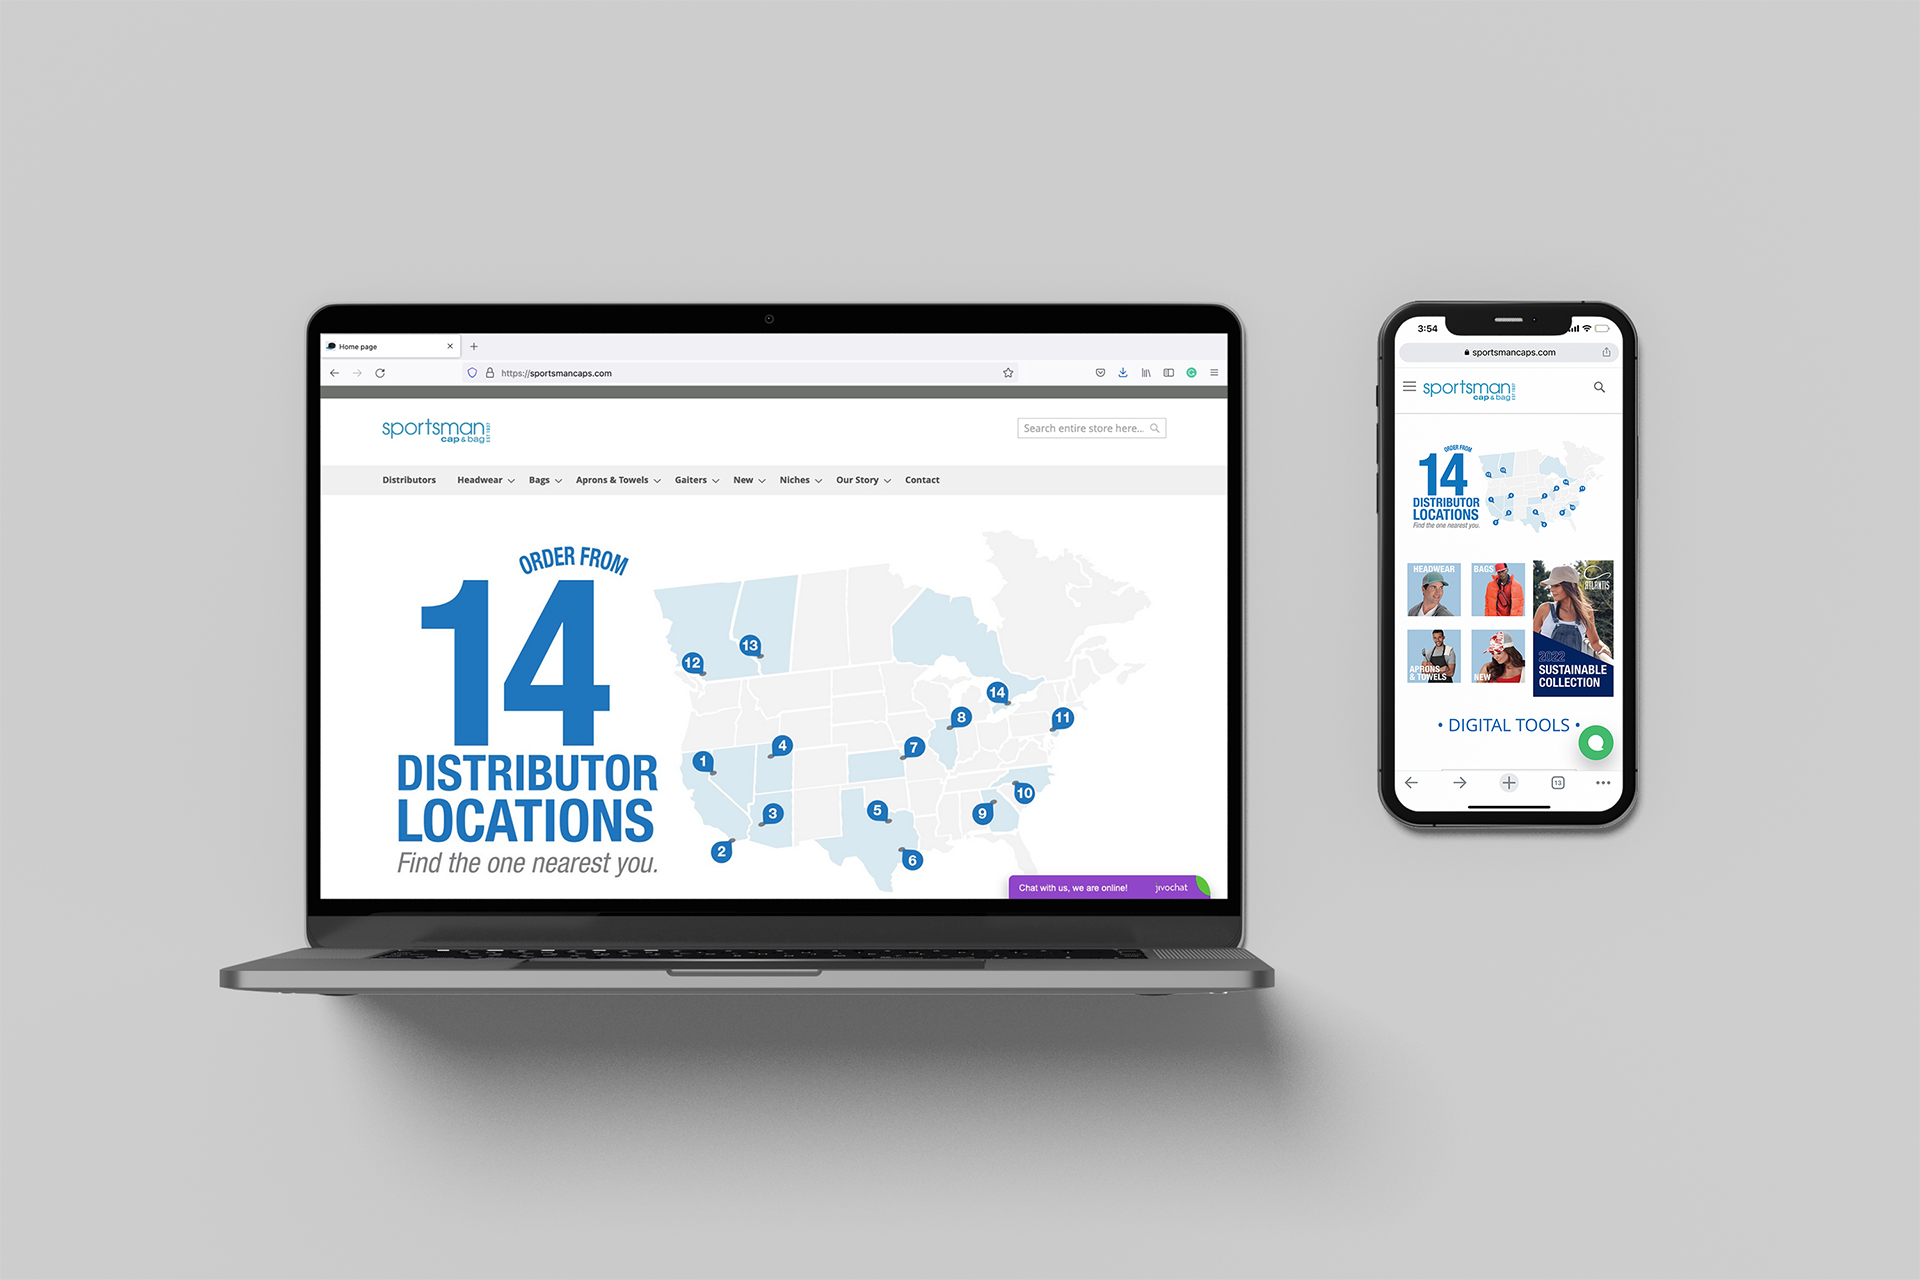 Home page
https://sportsmancaps.com
sportsman
cap & bag
EST. 1937
Search entire store here...
Distributors Headwear Bags Aprons & Towels Gaiters New Niches Our Story Contact
ORDER FROM
14
DISTRIBUTOR
LOCATIONS
Find the one nearest you.
13
12
14
8
11
4
7
1
10
5
3
9
2
6
Chat with us, we are online! jivochat
3:54
sportsmancaps.com
sportsman
cap & bag
ORDER FROM
14
DISTRIBUTOR
LOCATIONS
Find the one nearest you.
HEADWEAR
BAGS
ATLANTIS
APRONS
& TOWELS
NEW
2022
SUSTAINABLE
COLLECTION
• DIGITAL TOOLS •
13